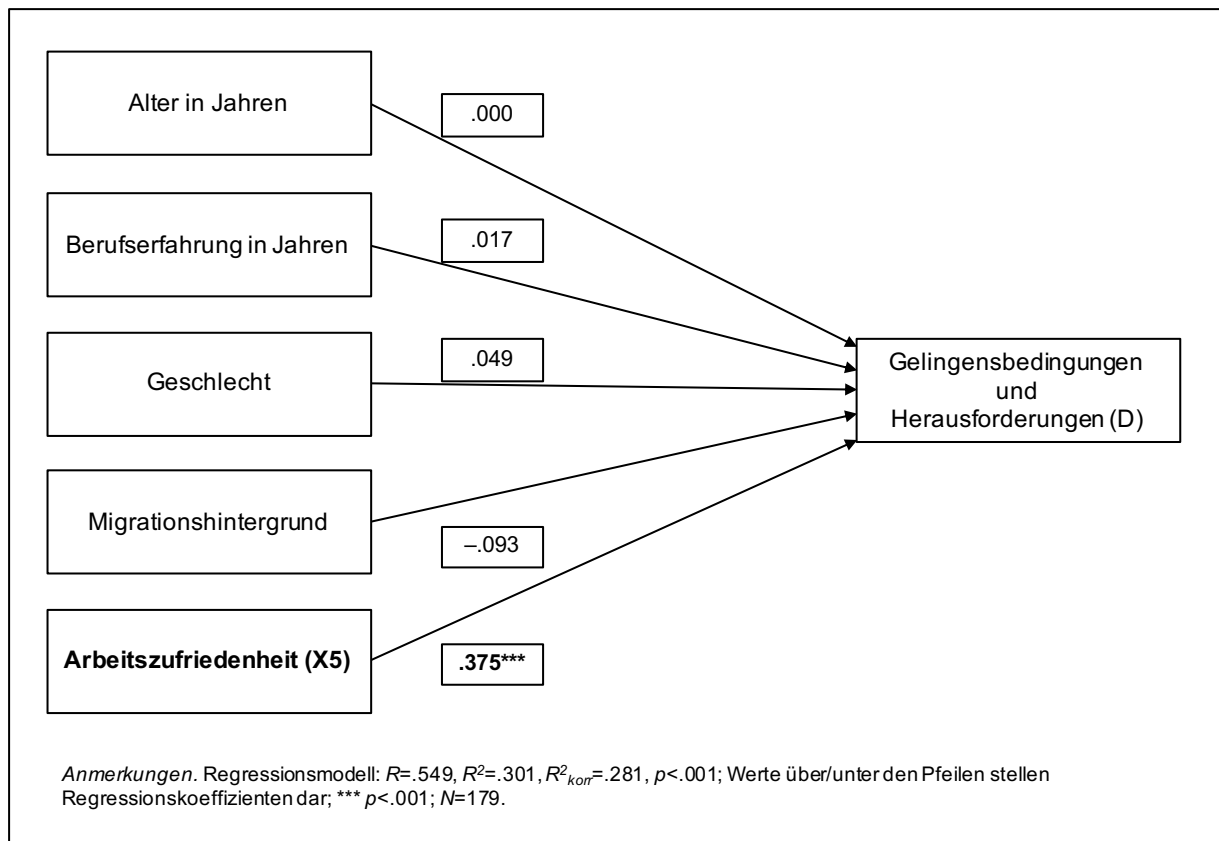 Alter in Jahren
.000
Berufserfahrung in Jahren
.017
Geschlecht
.049
Gelingensbedingungen
und
Herausforderungen (D)
Migrationshintergrund
–.093
Arbeitszufriedenheit (X5)
.375***
Anmerkungen. Regressionsmodell: R=.549, R²=.301, R²korr=.281, p<.001; Werte über/unter den Pfeilen stellen
Regressionskoeffizienten dar; *** p<.001; N=179.